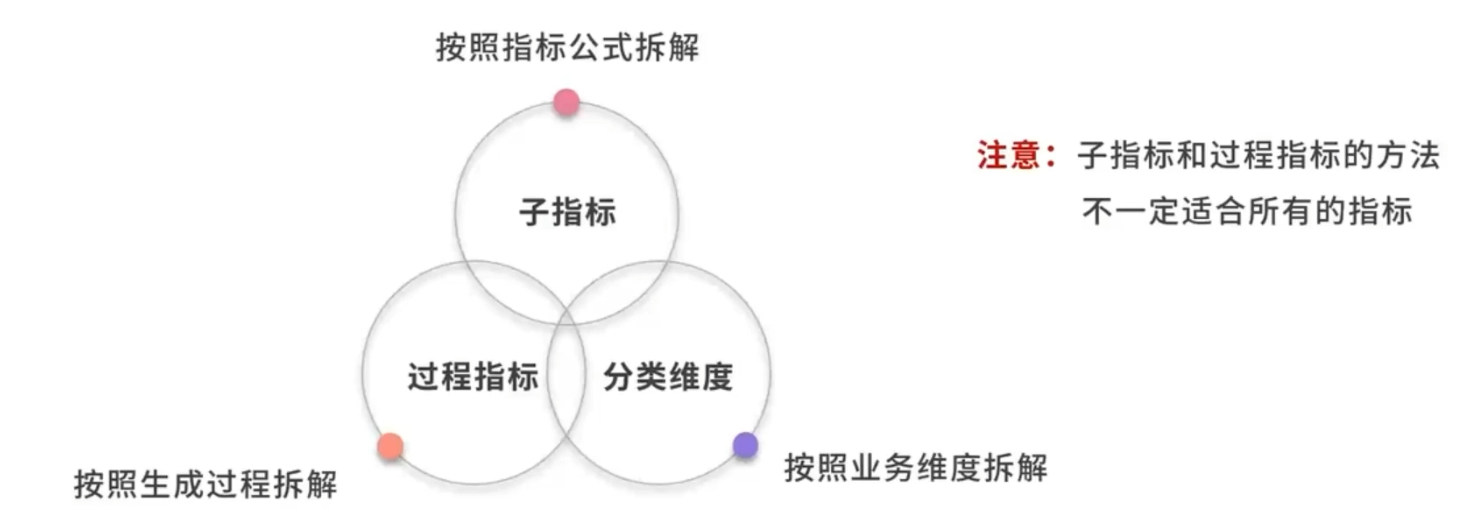 按照指标公式拆解
注意：子指标和过程指标的方法
不一定适合所有的指标
子指标
过程指标
分类维度
按照生成过程拆解
按照业务维度拆解